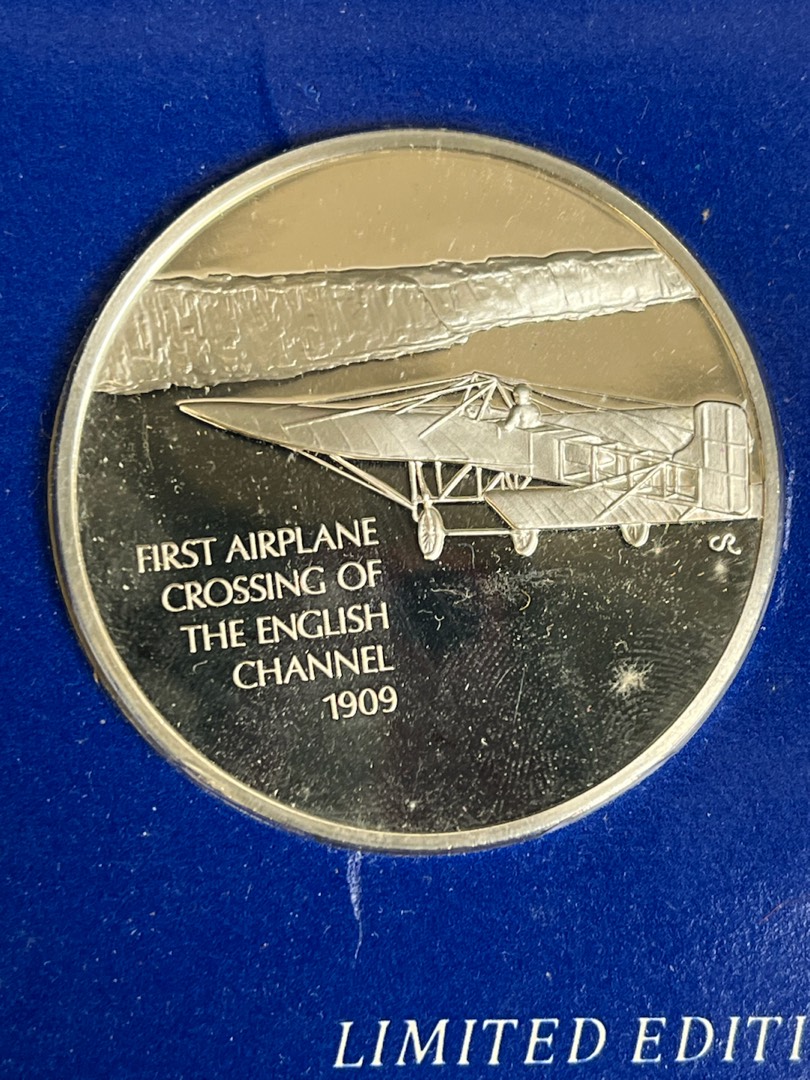 FIRST AIRPLANE
CROSSING OF
THE ENGLISH
CHANNEL
1909
LIMITED EDITI